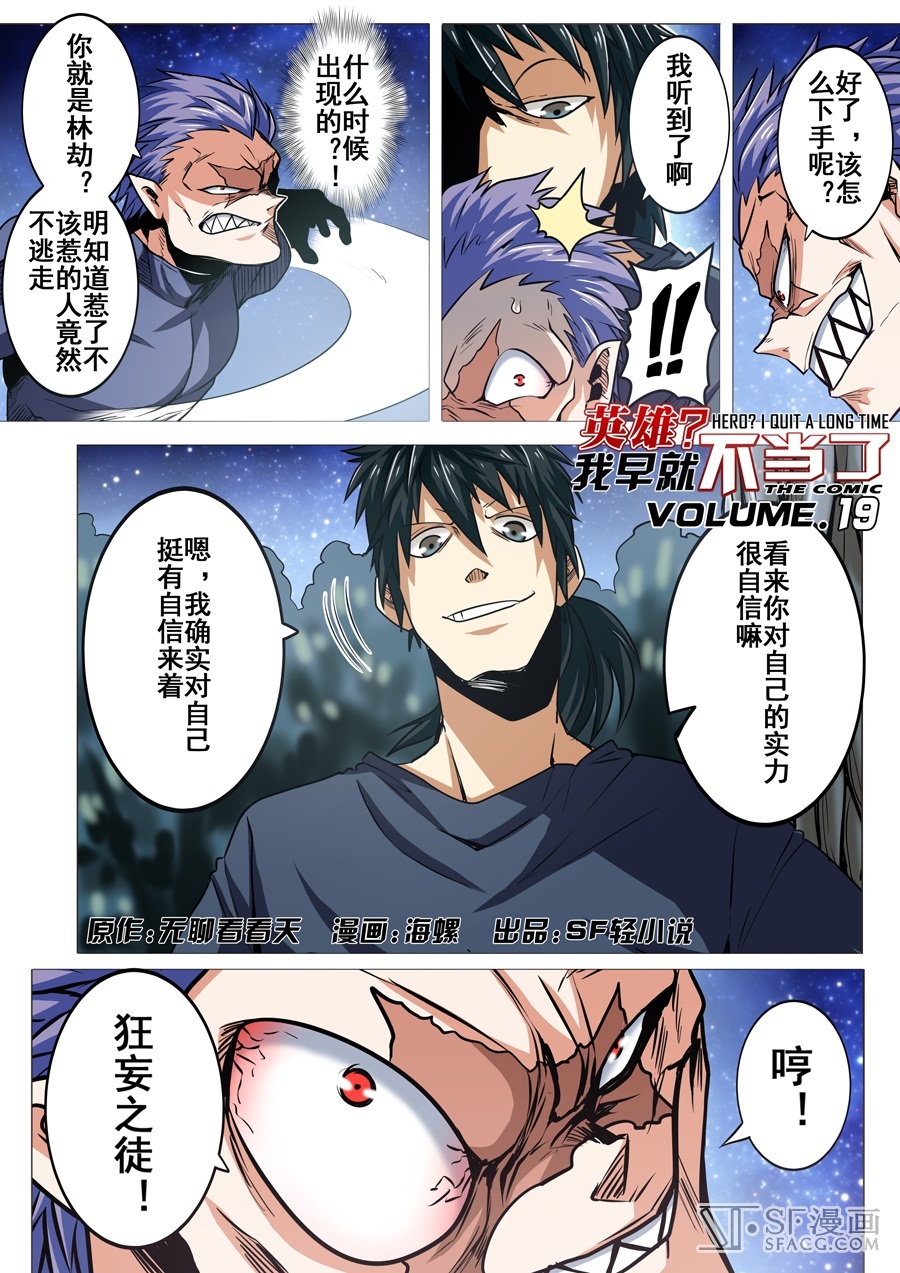 好了，该怎
么下手呢？
我听到了啊
!!
什么时候
出现的？！
你就是林劫？
明知道惹了不
该惹的人竟然
不逃走
英雄？
HERO? I QUIT A LONG TIME
我早就不当了
THE COMIC
VOLUME. 19
看来你对自己的实力
很自信嘛
嗯，我确实对自己
挺有自信来着
原作：无聊看看天 漫画：海螺 出品：SF轻小说
哼！
狂妄之徒！
SF漫画
SFACG.COM